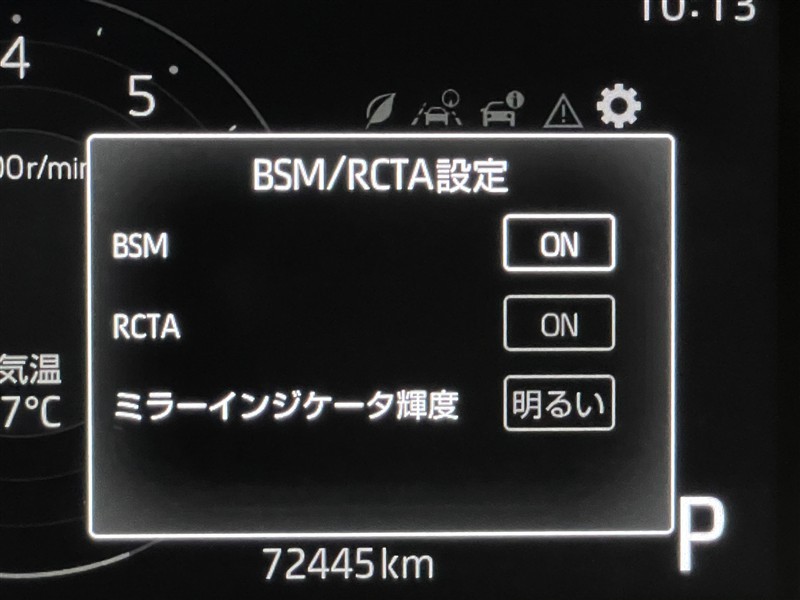 10:13
4
5
00r/min
BSM/RCTA設定
BSM ON
RCTA ON
ミラーインジケータ輝度 明るい
気温
7℃
P
72445km